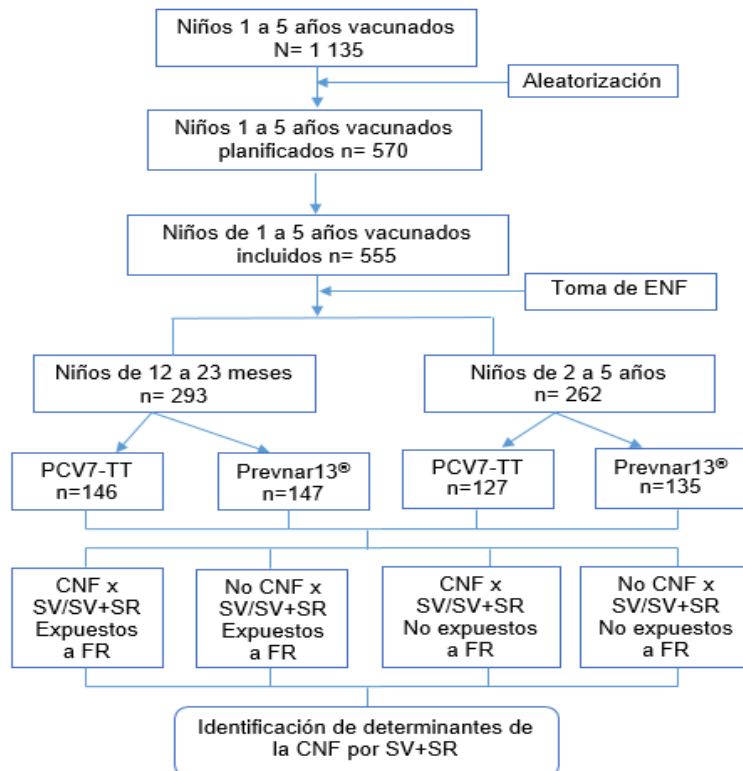 Niños 1 a 5 años vacunados
N= 1 135
Aleatorización
Niños 1 a 5 años vacunados
planificados n= 570
Niños de 1 a 5 años vacunados
incluidos n= 555
Toma de ENF
Niños de 12 a 23 meses
n= 293
Niños de 2 a 5 años
n= 262
PCV7-TT
n=146
Prevnar13®
n=147
PCV7-TT
n=127
Prevnar13®
n=135
CNF x
SV/SV+SR
Expuestos
a FR
No CNF x
SV/SV+SR
Expuestos
a FR
CNF x
SV/SV+SR
No expuestos
a FR
No CNF x
SV/SV+SR
No expuestos
a FR
Identificación de determinantes de
la CNF por SV+SR